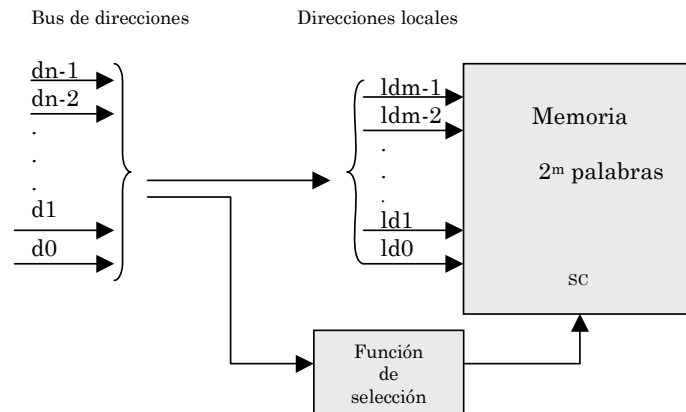 Bus de direcciones
Direcciones locales
dn-1
dn-2
.
.
.
d1
d0
ldm-1
ldm-2
.
.
.
ld1
ld0
Memoria
2ᵐ palabras
sc
Función
de
selección